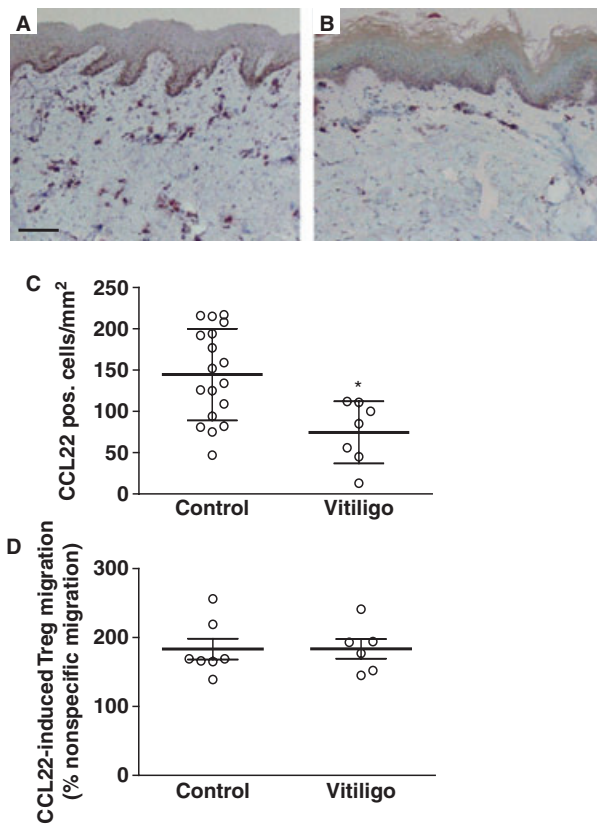 A
B
C
CCL22 pos. cells/mm²
250
200
150
100
50
0
*
Control
Vitiligo
D
CCL22-induced Treg migration
(% nonspecific migration)
300
200
100
0
Control
Vitiligo